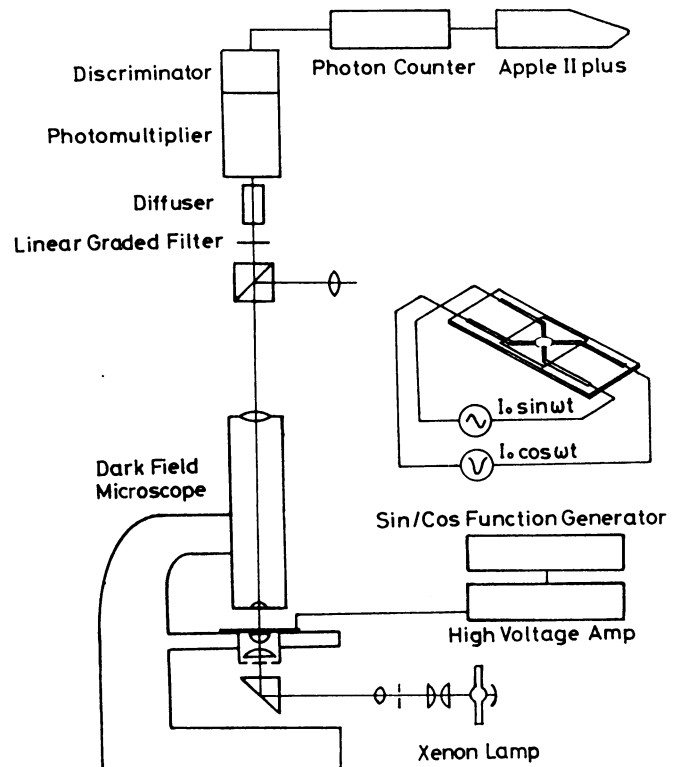 Discriminator
Photon Counter
Apple II plus
Photomultiplier
Diffuser
Linear Graded Filter
I₀ sinωt
I₀ cosωt
Dark Field
Microscope
Sin/Cos Function Generator
High Voltage Amp
Xenon Lamp